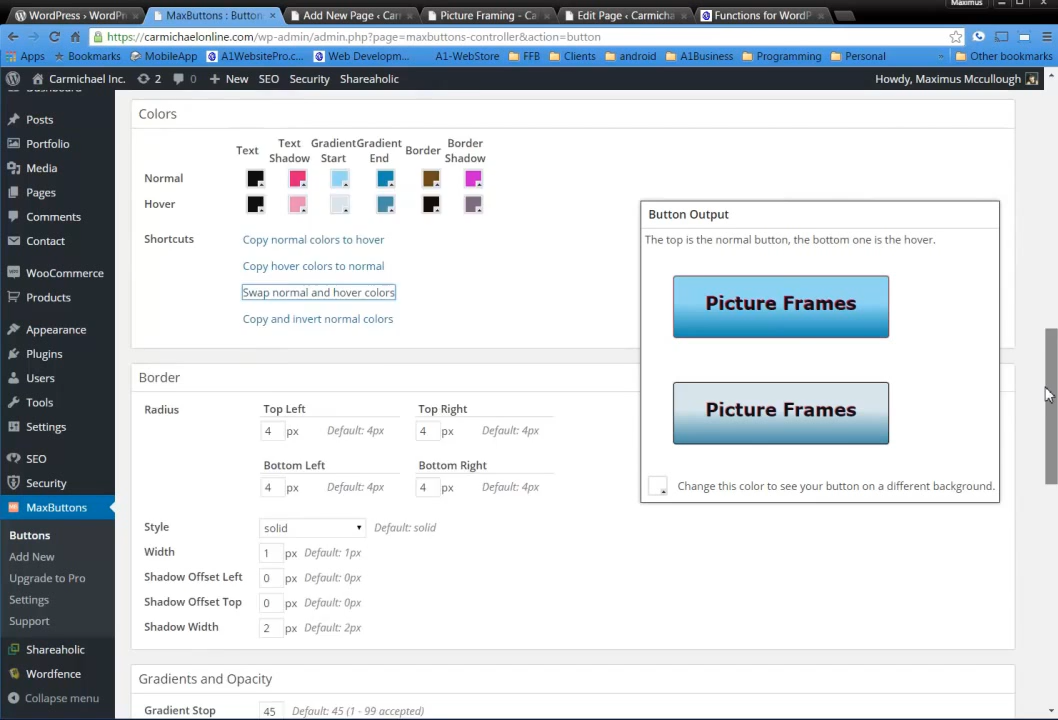 Maximus
WordPress › WordPr
MaxButtons : Button
Add New Page ‹ Car
Picture Framing - Ca
Edit Page ‹ Carmicha
Functions for WordP
https://carmichaelonline.com/wp-admin/admin.php?page=maxbuttons-controller&action=button
Apps
Bookmarks
MobileApp
A1WebsitePro.c...
Web Developm...
A1-WebStore
FFB
Clients
android
A1Business
Programming
Personal
»
Other bookmarks
Carmichael Inc.
2
0
New
SEO
Security
Shareaholic
Howdy, Maximus Mccullough
Dashboard
Posts
Portfolio
Media
Pages
Comments
Contact
WooCommerce
Products
Appearance
Plugins
Users
Tools
Settings
SEO
Security
MaxButtons
Buttons
Add New
Upgrade to Pro
Settings
Support
Shareaholic
Wordfence
Collapse menu
Colors
Text
Text Shadow
Gradient Start
Gradient End
Border
Border Shadow
Normal
Hover
Shortcuts
Copy normal colors to hover
Copy hover colors to normal
Swap normal and hover colors
Copy and invert normal colors
Border
Radius
Top Left
Top Right
4 px Default: 4px
4 px Default: 4px
Bottom Left
Bottom Right
4 px Default: 4px
4 px Default: 4px
Style solid Default: solid
Width 1 px Default: 1px
Shadow Offset Left 0 px Default: 0px
Shadow Offset Top 0 px Default: 0px
Shadow Width 2 px Default: 2px
Gradients and Opacity
Gradient Stop 45 Default: 45 (1 - 99 accepted)
Button Output
The top is the normal button, the bottom one is the hover.
Picture Frames
Picture Frames
Change this color to see your button on a different background.